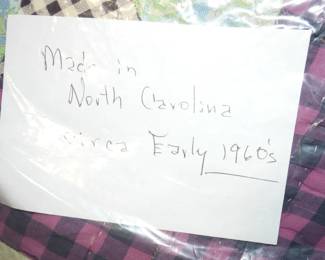 Made in
North Carolina
circa Early 1960's